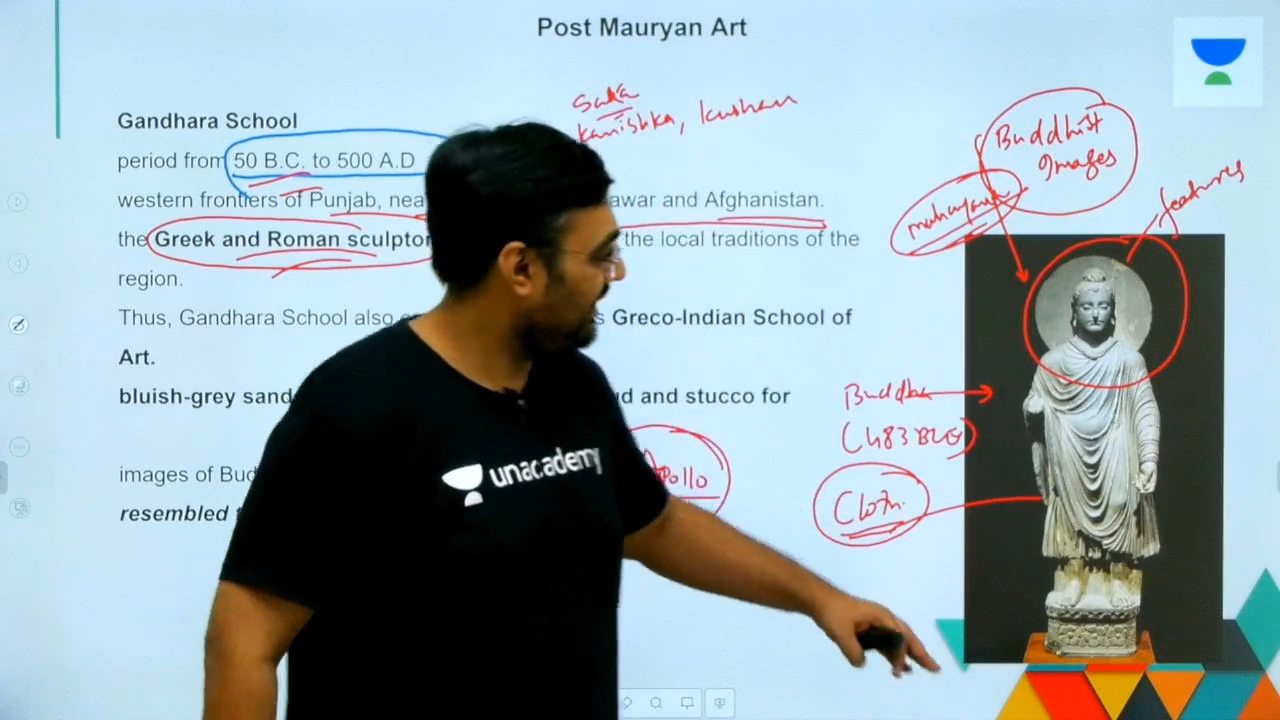 Post Mauryan Art
Saka
Kanishka, Kushan
Gandhara School
period from 50 B.C. to 500 A.D
western frontiers of Punjab, nea awar and Afghanistan.
the Greek and Roman sculptor the local traditions of the
region.
Thus, Gandhara School also Greco-Indian School of
Art.
bluish-grey sand and stucco for
images of Bud Apollo
resembled
unacademy
Buddhist
Images
mahayana
features
Buddha
(483 BCE)
Cloth.